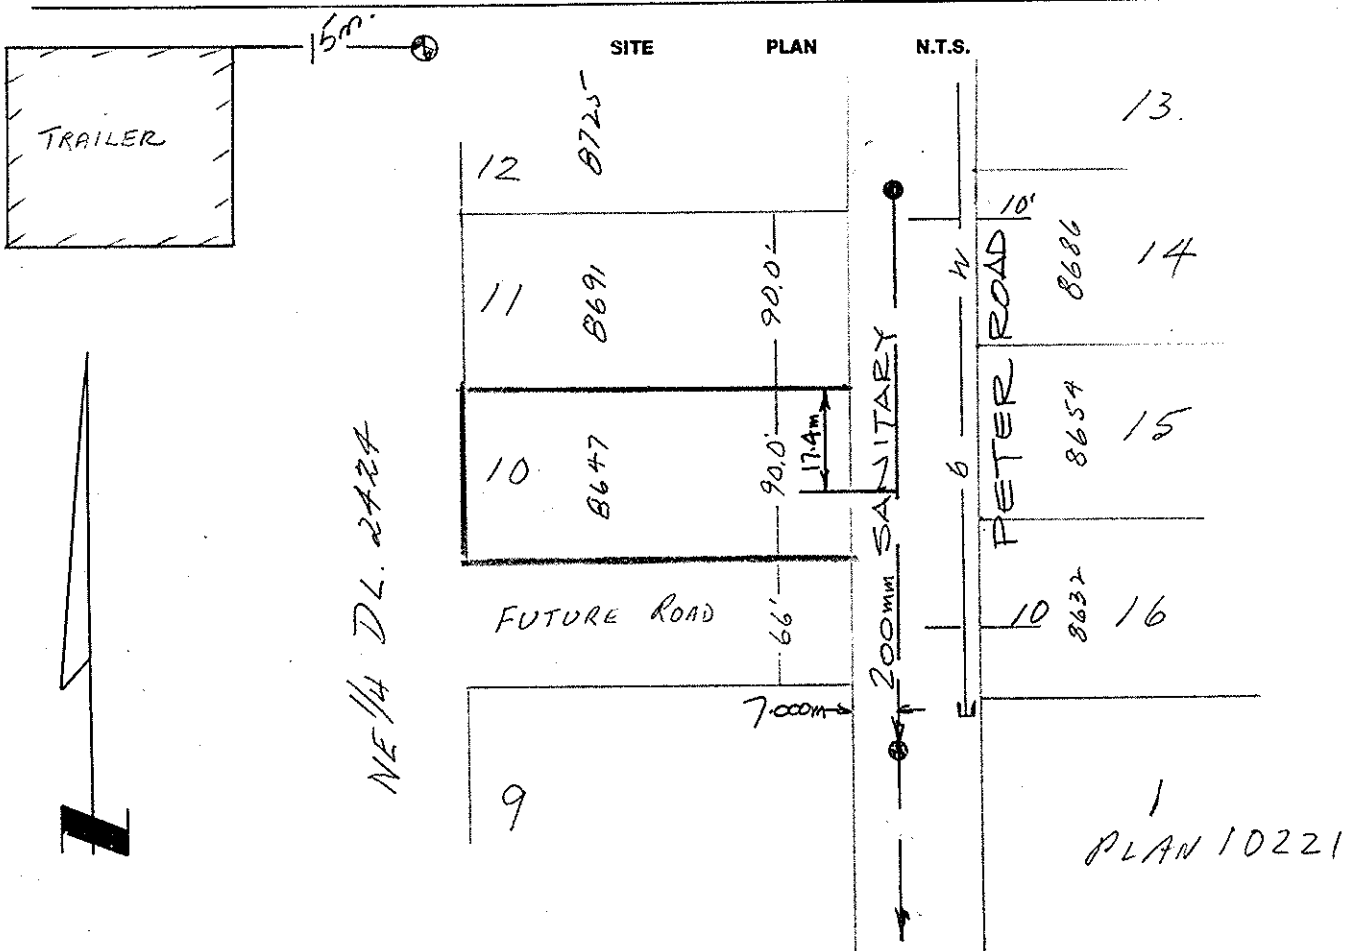 15m.
SITE PLAN N.T.S.
TRAILER
12
8725
13.
10'
11
8691
90.0'
W
8686
14
10
8647
90.0'
17.4m
6
8654
15
200mm SANITARY
PETER ROAD
NE 1/4 DL. 2424
FUTURE ROAD
66'
10
8632
16
7.000m
9
1
PLAN 10221